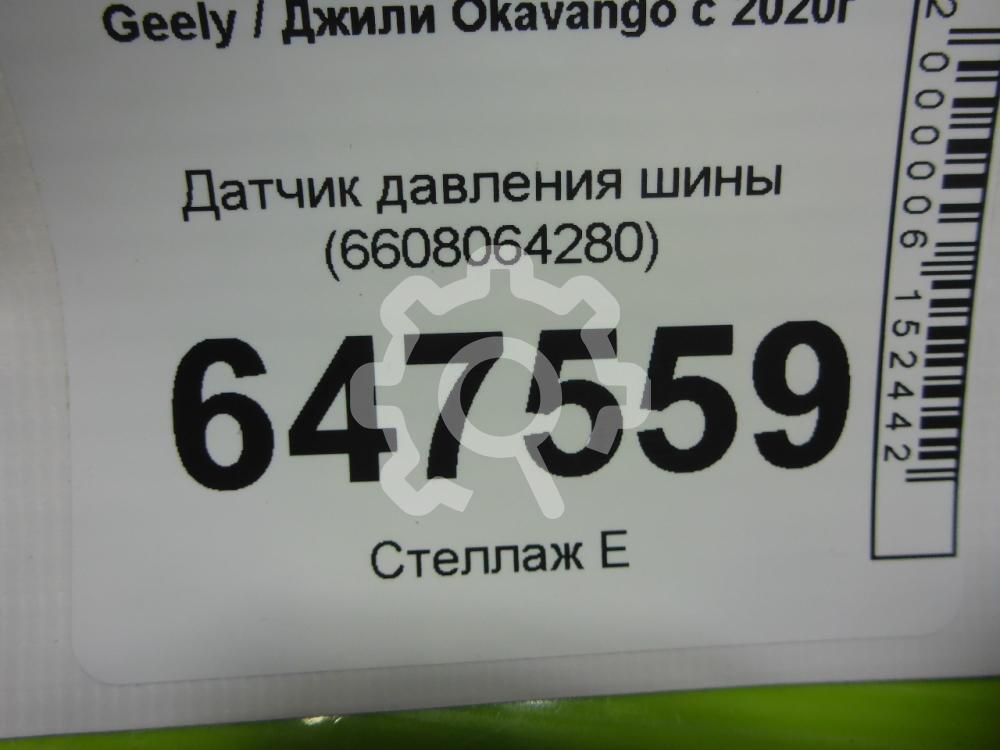 Geely / Джили Okavango с 2020г
Датчик давления шины
(6608064280)
647559
Стеллаж Е
2000006152442